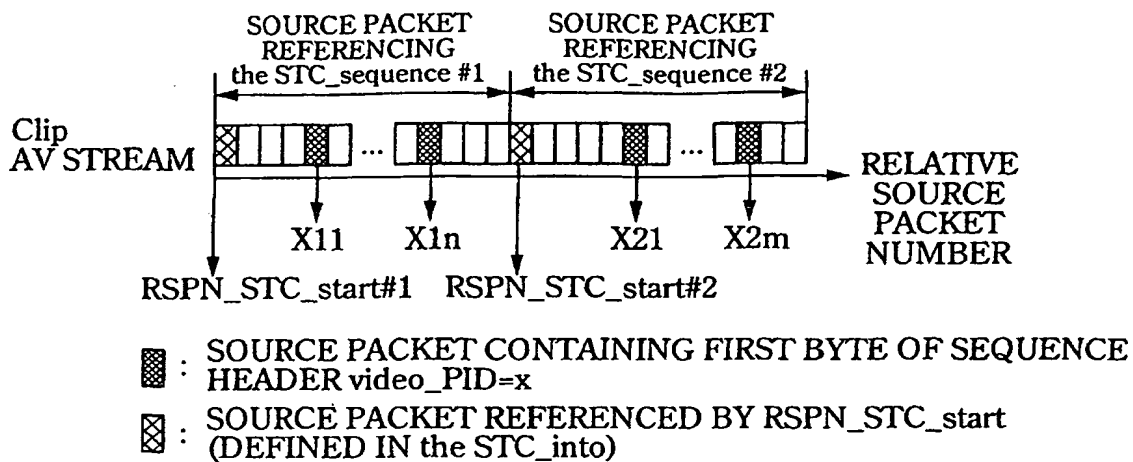 SOURCE PACKET
REFERENCING
the STC_sequence #1
SOURCE PACKET
REFERENCING
the STC_sequence #2
Clip
AV STREAM
...
...
RELATIVE
SOURCE
PACKET
NUMBER
X11
X1n
X21
X2m
RSPN_STC_start#1
RSPN_STC_start#2
: SOURCE PACKET CONTAINING FIRST BYTE OF SEQUENCE
HEADER video_PID=x
: SOURCE PACKET REFERENCED BY RSPN_STC_start
(DEFINED IN the STC_into)